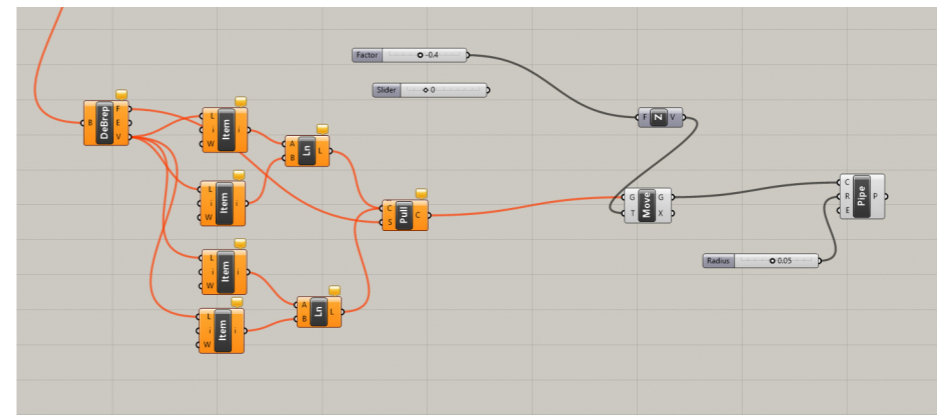 Factor -0.4
Slider 0
B DeBrep F E V
L i W Item i
A B Ln L
F Z V
L i W Item i
C S Pull C
G T Move G X
C R E Pipe P
L i W Item i
Radius 0.05
L i W Item i
A B Ln L